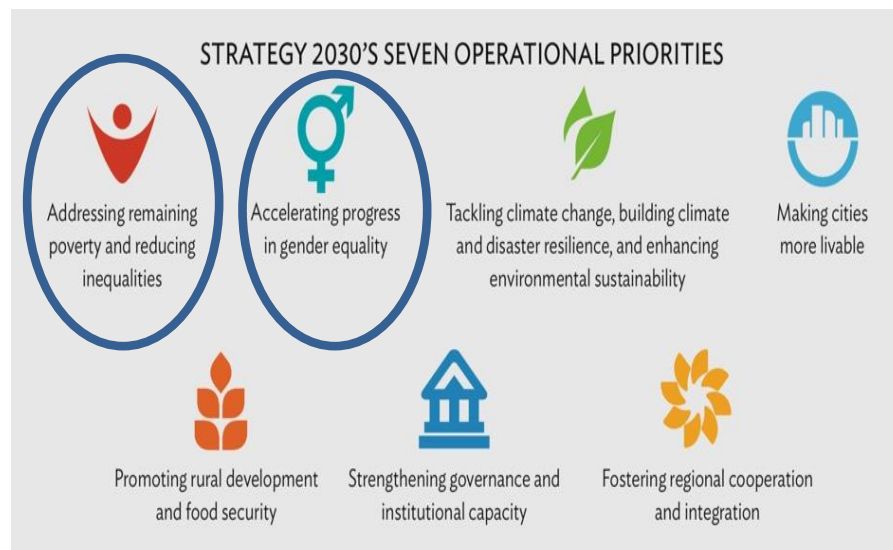 STRATEGY 2030'S SEVEN OPERATIONAL PRIORITIES
Addressing remaining
poverty and reducing
inequalities
Accelerating progress
in gender equality
Tackling climate change, building climate
and disaster resilience, and enhancing
environmental sustainability
Making cities
more livable
Promoting rural development
and food security
Strengthening governance and
institutional capacity
Fostering regional cooperation
and integration